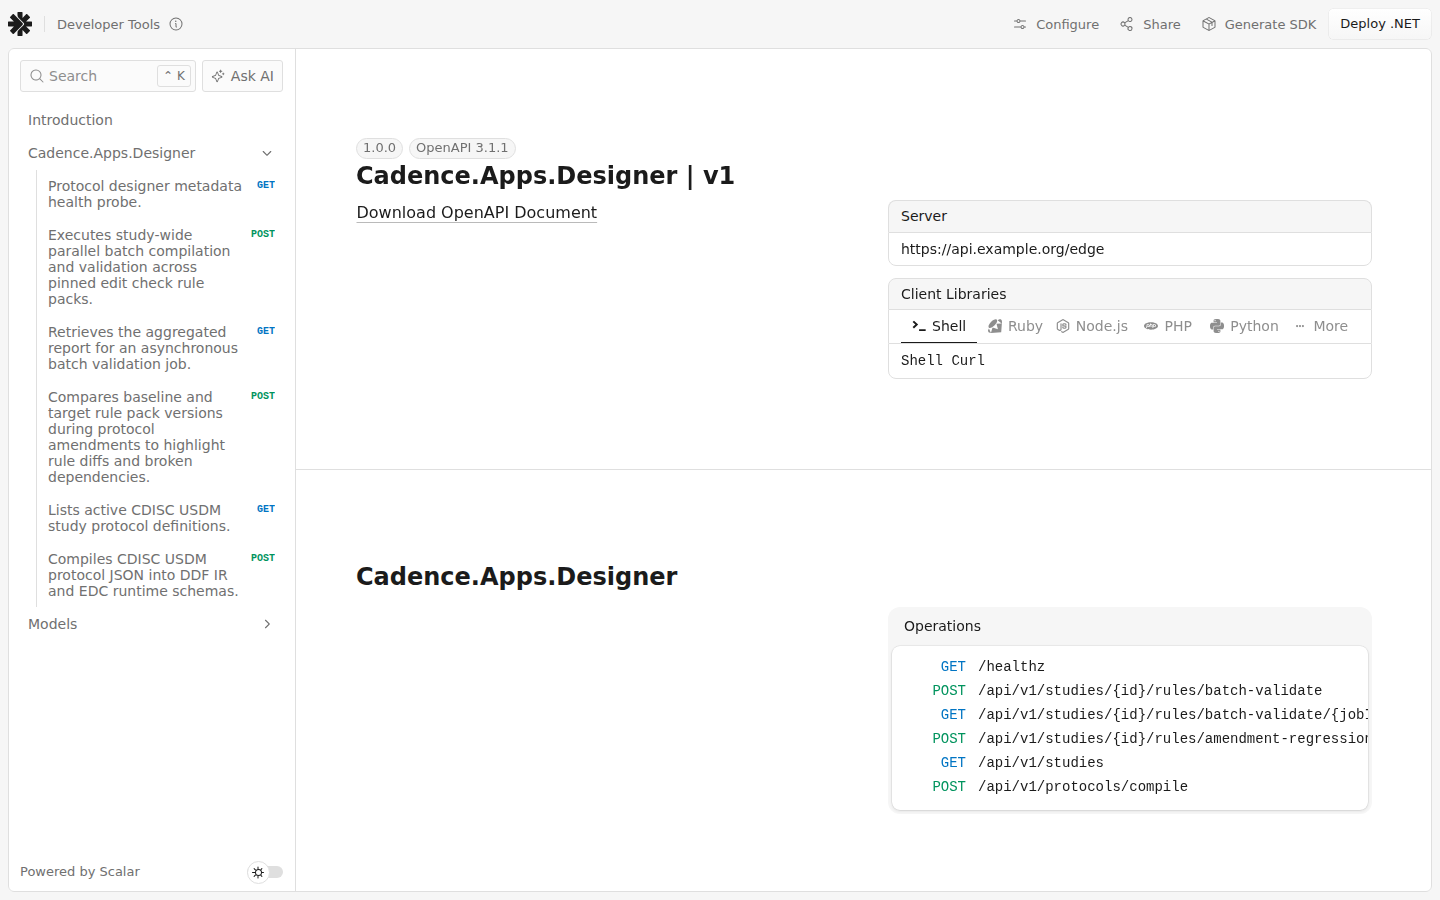 Developer Tools
Configure
Share
Generate SDK
Deploy .NET
Search
⌃ K
Ask AI
Introduction
Cadence.Apps.Designer
Protocol designer metadata
health probe.
GET
Executes study-wide
parallel batch compilation
and validation across
pinned edit check rule
packs.
POST
Retrieves the aggregated
report for an asynchronous
batch validation job.
GET
Compares baseline and
target rule pack versions
during protocol
amendments to highlight
rule diffs and broken
dependencies.
POST
Lists active CDISC USDM
study protocol definitions.
GET
Compiles CDISC USDM
protocol JSON into DDF IR
and EDC runtime schemas.
POST
Models
Powered by Scalar
1.0.0
OpenAPI 3.1.1
Cadence.Apps.Designer | v1
Download OpenAPI Document
Server
https://api.example.org/edge
Client Libraries
Shell
Ruby
Node.js
PHP
Python
More
Shell Curl
Cadence.Apps.Designer
Operations
GET /healthz
POST /api/v1/studies/{id}/rules/batch-validate
GET /api/v1/studies/{id}/rules/batch-validate/{job
POST /api/v1/studies/{id}/rules/amendment-regression
GET /api/v1/studies
POST /api/v1/protocols/compile